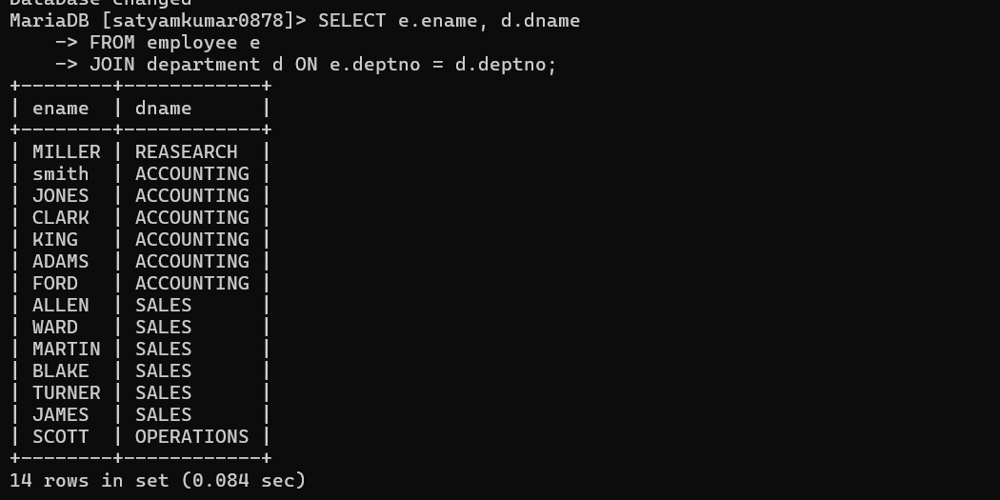 Database changed
MariaDB [satyamkumar0878]> SELECT e.ename, d.dname
    -> FROM employee e
    -> JOIN department d ON e.deptno = d.deptno;
+--------+------------+
| ename  | dname      |
+--------+------------+
| MILLER | REASEARCH  |
| smith  | ACCOUNTING |
| JONES  | ACCOUNTING |
| CLARK  | ACCOUNTING |
| KING   | ACCOUNTING |
| ADAMS  | ACCOUNTING |
| FORD   | ACCOUNTING |
| ALLEN  | SALES      |
| WARD   | SALES      |
| MARTIN | SALES      |
| BLAKE  | SALES      |
| TURNER | SALES      |
| JAMES  | SALES      |
| SCOTT  | OPERATIONS |
+--------+------------+
14 rows in set (0.084 sec)